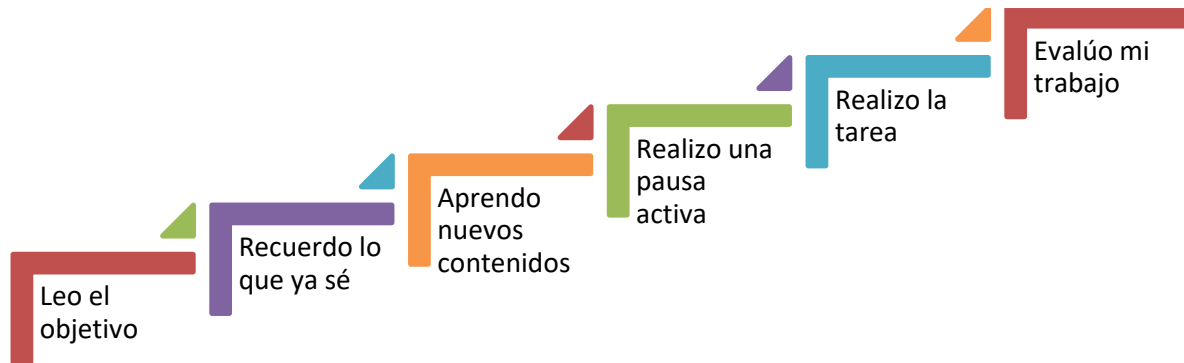 Leo el
objetivo
Recuerdo lo
que ya sé
Aprendo
nuevos
contenidos
Realizo una
pausa
activa
Realizo la
tarea
Evalúo mi
trabajo